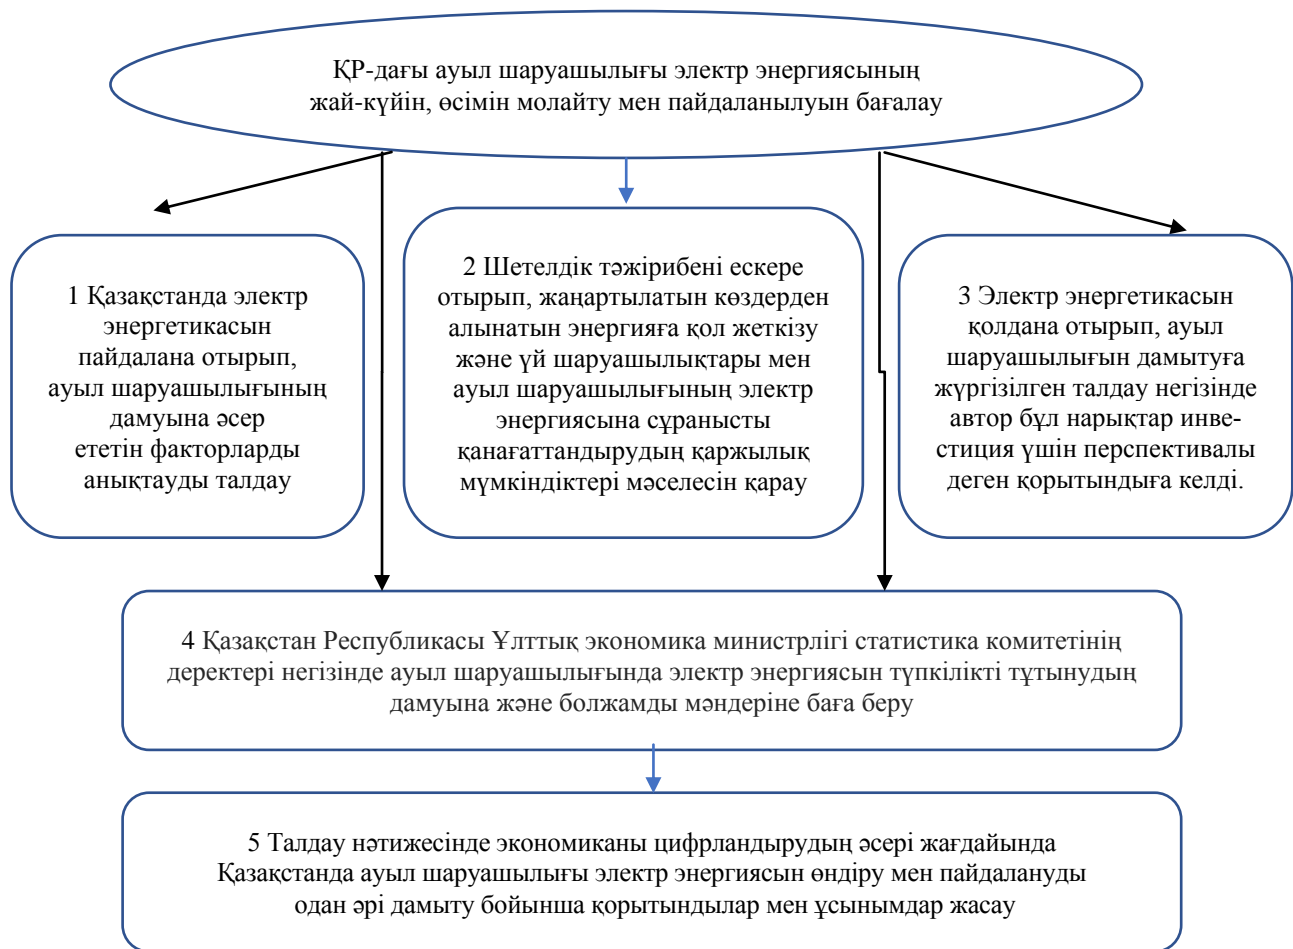 ҚР-дағы ауыл шаруашылығы электр энергиясының
жай-күйін, өсімін молайту мен пайдаланылуын бағалау
1 Қазақстанда электр
энергетикасын
пайдалана отырып,
ауыл шаруашылығының
дамуына әсер
ететін факторларды
анықтауды талдау
2 Шетелдік тәжірибені ескере
отырып, жаңартылатын көздерден
алынатын энергияға қол жеткізу
және үй шаруашылықтары мен
ауыл шаруашылығының электр
энергиясына сұранысты
қанағаттандырудың қаржылық
мүмкіндіктері мәселесін қарау
3 Электр энергетикасын
қолдана отырып, ауыл
шаруашылығын дамытуға
жүргізілген талдау негізінде
автор бұл нарықтар инве-
стиция үшін перспективалы
деген қорытындыға келді.
4 Қазақстан Республикасы Ұлттық экономика министрлігі статистика комитетінің
деректері негізінде ауыл шаруашылығында электр энергиясын түпкілікті тұтынудың
дамуына және болжамды мәндеріне баға беру
5 Талдау нәтижесінде экономиканы цифрландырудың әсері жағдайында
Қазақстанда ауыл шаруашылығы электр энергиясын өндіру мен пайдалануды
одан әрі дамыту бойынша қорытындылар мен ұсынымдар жасау